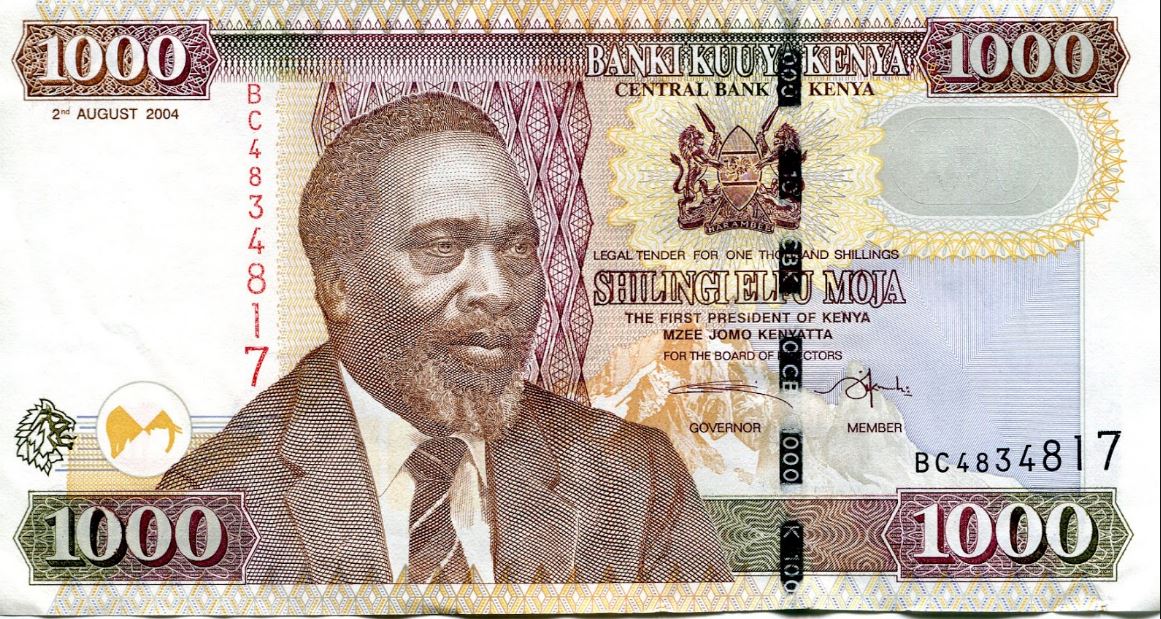 1000
BANKI KUU YA KENYA
1000
CENTRAL BANK OF KENYA
2nd AUGUST 2004
BC4834817
HARAMBEE
LEGAL TENDER FOR ONE THOUSAND SHILLINGS
SHILINGI ELFU MOJA
THE FIRST PRESIDENT OF KENYA
MZEE JOMO KENYATTA
FOR THE BOARD OF DIRECTORS
GOVERNOR
MEMBER
BC4834817
1000
1000